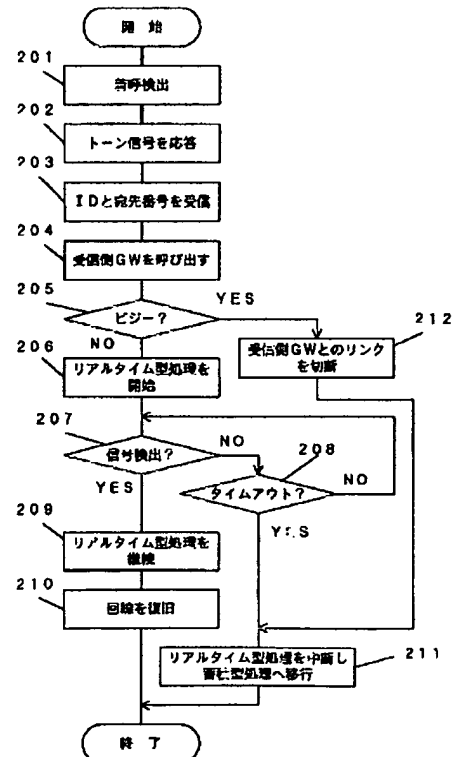 開 始
201
着呼検出
202
トーン信号を応答
203
IDと宛先番号を受信
204
受信側GWを呼び出す
205
ビジー?
YES
NO
212
受信側GWとのリンク
を切断
206
リアルタイム型処理を
開始
207
信号検出?
NO
YES
208
タイムアウト?
NO
YES
209
リアルタイム型処理を
継続
210
回線を復旧
211
リアルタイム型処理を中断し
蓄積型処理へ移行
終 了